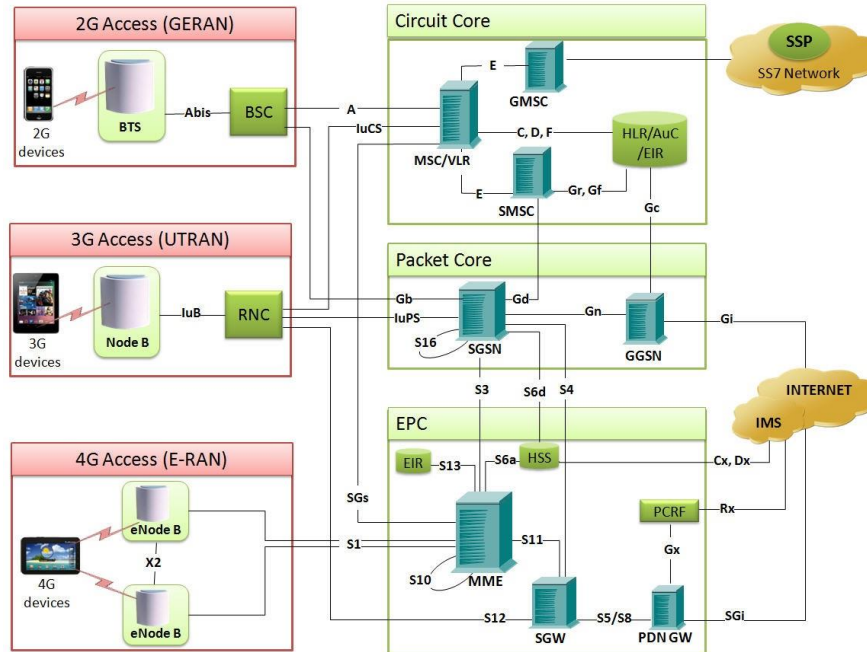 2G Access (GERAN)
2G
devices
BTS
Abis
BSC
Circuit Core
A
IuCS
MSC/VLR
E
GMSC
C, D, F
HLR/AuC
/EIR
E
SMSC
Gr, Gf
Gc
SSP
SS7 Network
3G Access (UTRAN)
3G
devices
Node B
IuB
RNC
Packet Core
Gb
IuPS
SGSN
S16
Gd
Gn
GGSN
Gi
S3
S6d
S4
INTERNET
IMS
4G Access (E-RAN)
4G
devices
eNode B
X2
eNode B
EPC
EIR
S13
S6a
HSS
Cx, Dx
SGs
S1
MME
S10
S11
PCRF
Rx
Gx
S12
SGW
S5/S8
PDN GW
SGi